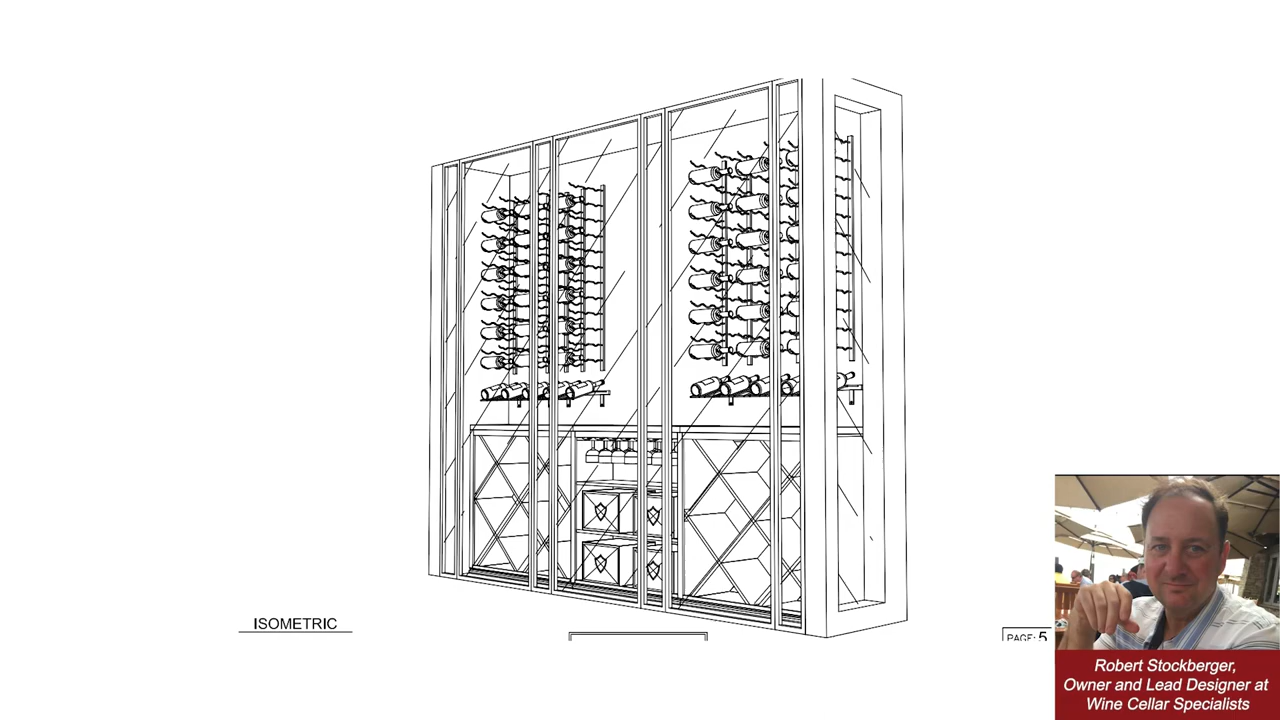 ISOMETRIC
PAGE: 5
Robert Stockberger,
Owner and Lead Designer at
Wine Cellar Specialists